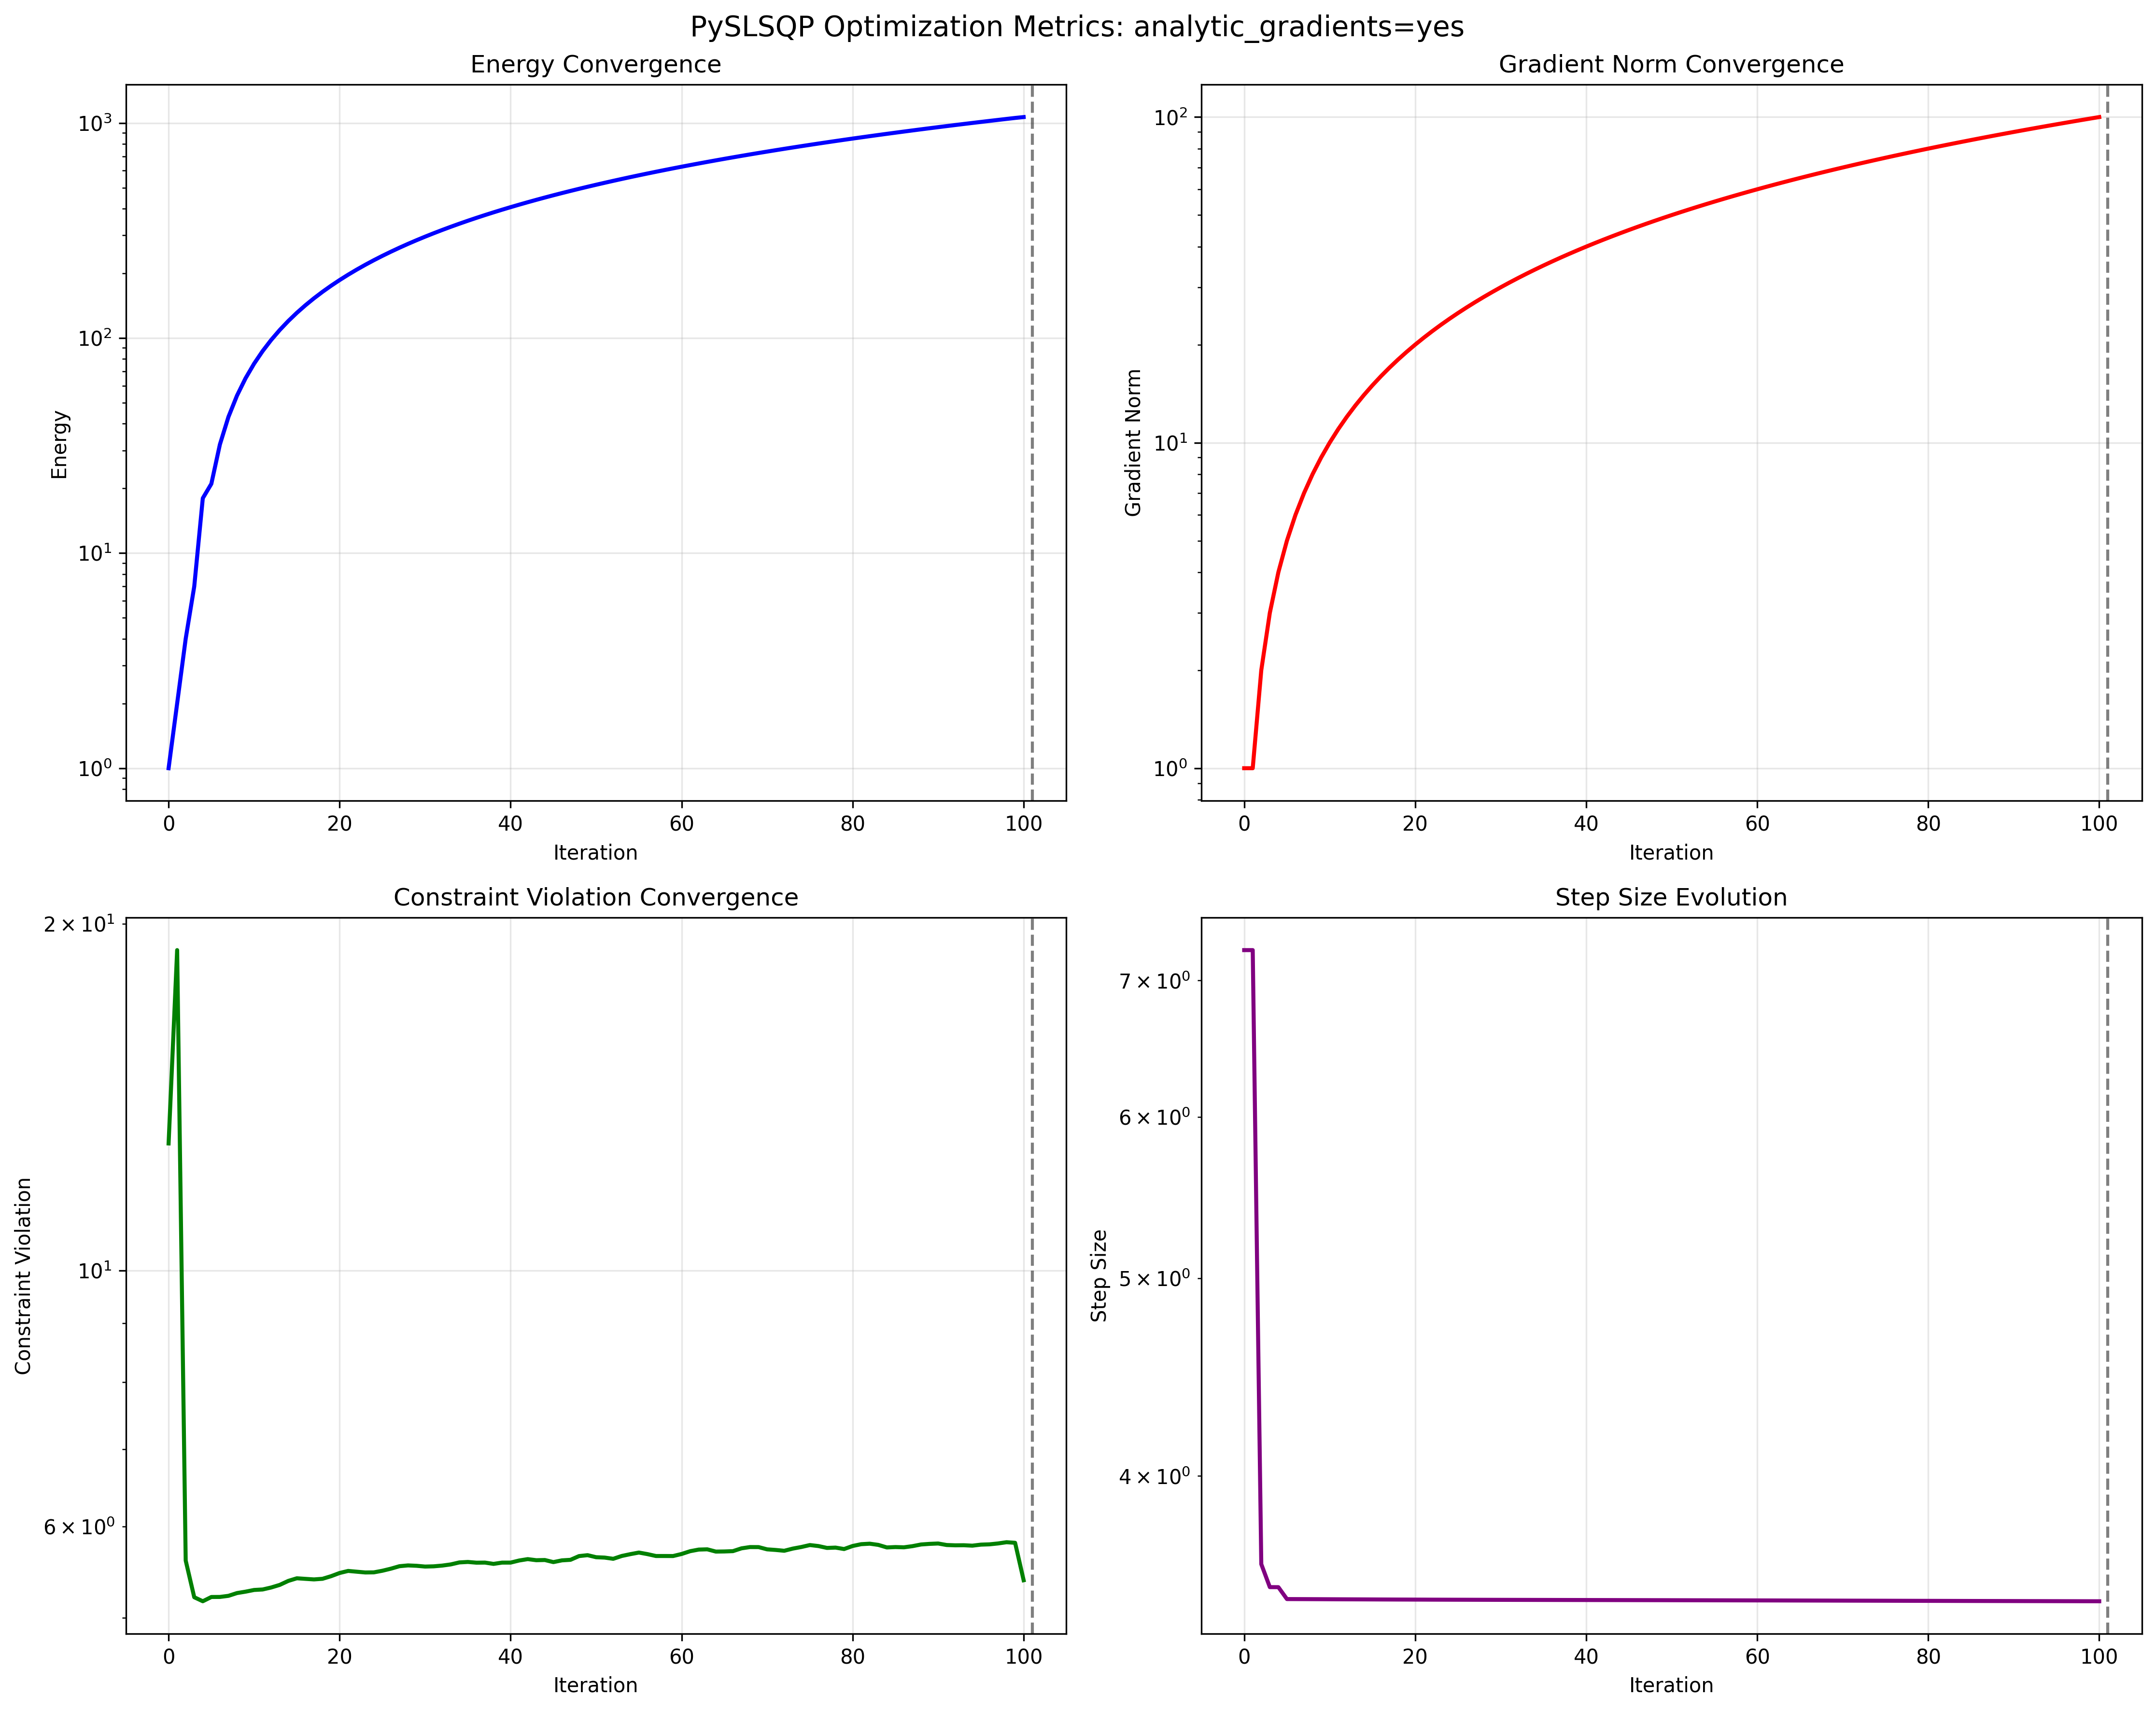 PySLSQP Optimization Metrics: analytic_gradients=yes
Energy Convergence
Energy
10³
10²
10¹
10⁰
0 20 40 60 80 100
Iteration
Gradient Norm Convergence
Gradient Norm
10²
10¹
10⁰
0 20 40 60 80 100
Iteration
Constraint Violation Convergence
Constraint Violation
2 × 10¹
10¹
6 × 10⁰
0 20 40 60 80 100
Iteration
Step Size Evolution
Step Size
7 × 10⁰
6 × 10⁰
5 × 10⁰
4 × 10⁰
0 20 40 60 80 100
Iteration